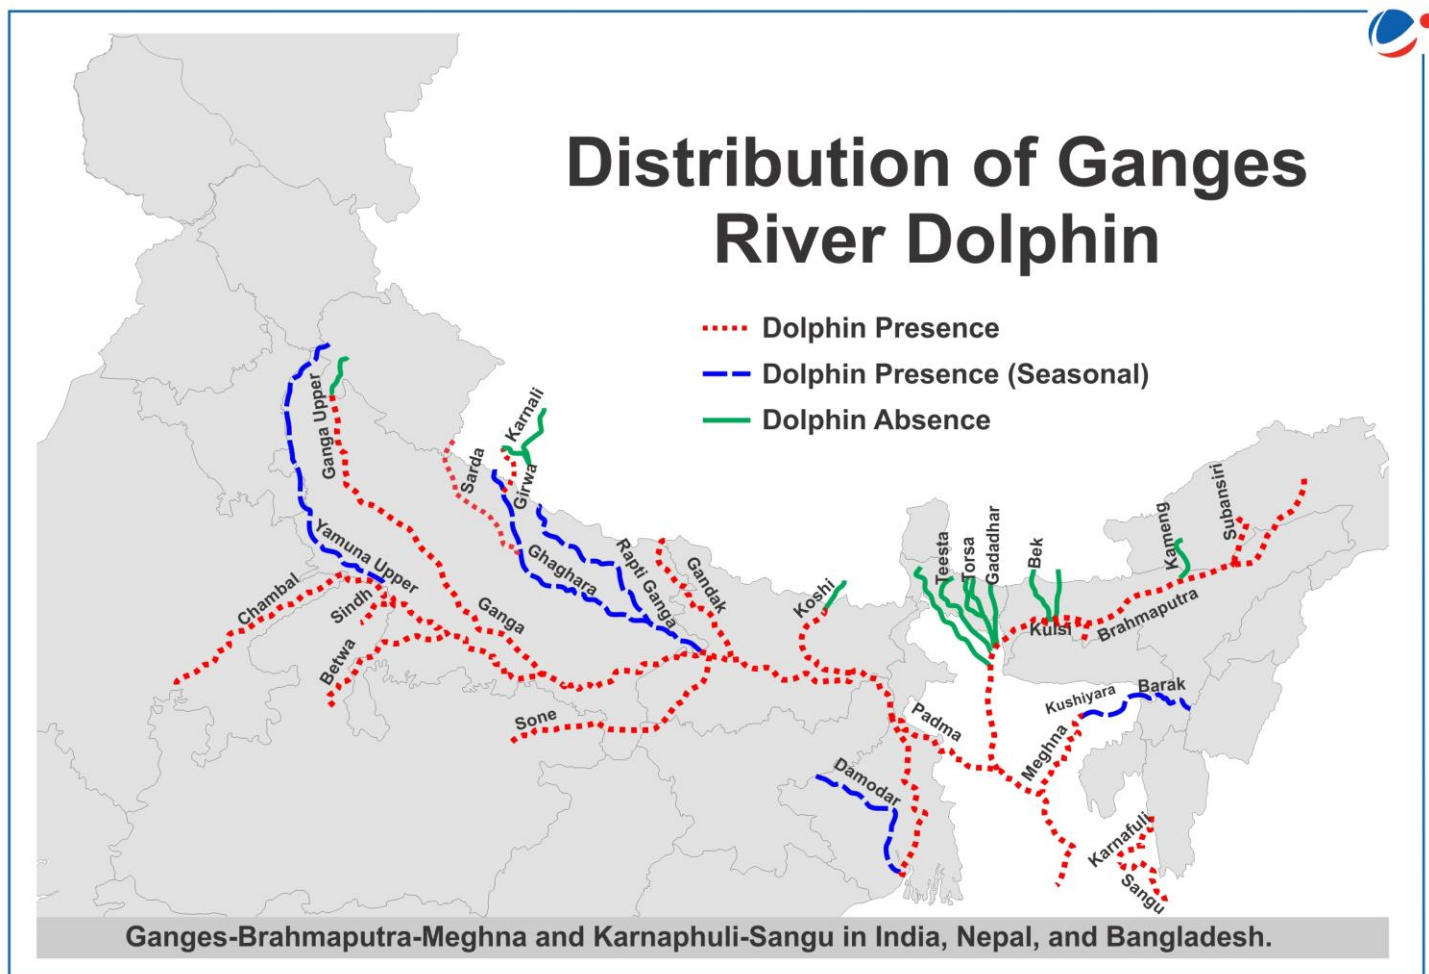 Distribution of Ganges
River Dolphin
Dolphin Presence
Dolphin Presence (Seasonal)
Dolphin Absence
Ganga Upper
Karnali
Sarda
Girwa
Yamuna Upper
Ghaghara
Rapti Ganga
Gandak
Koshi
Teesta
Torsa
Gadadhar
Bek
Kameng
Subansiri
Chambal
Sindh
Betwa
Ganga
Kulsi
Brahmaputra
Sone
Padma
Kushiyara
Barak
Meghna
Damodar
Karnafuli
Sangu
Ganges-Brahmaputra-Meghna and Karnaphuli-Sangu in India, Nepal, and Bangladesh.